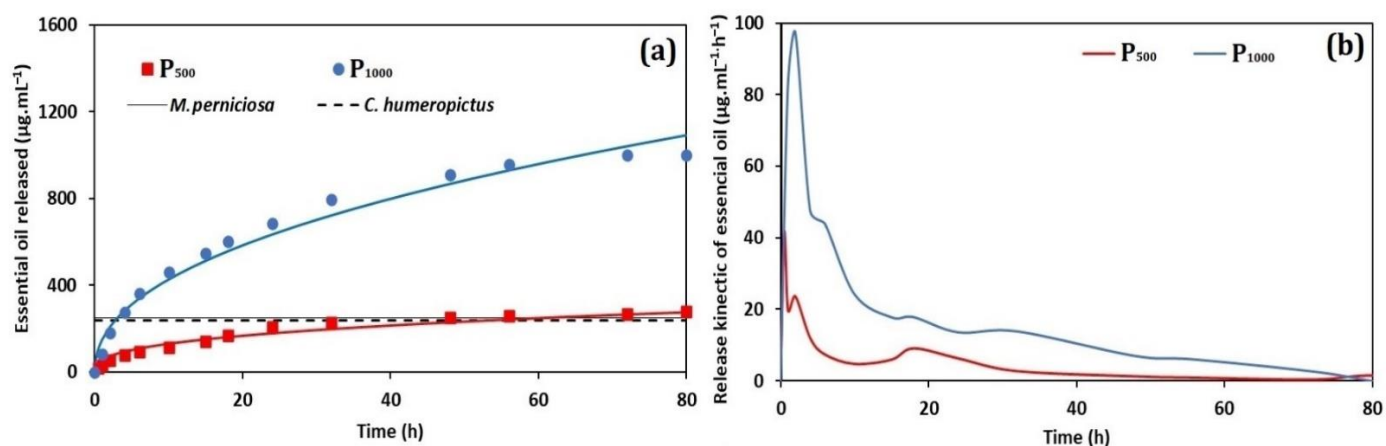 (a)
P₅₀₀ P₁₀₀₀
M.perniciosa C. humeropictus
Essential oil released (µg.mL⁻¹)
1600
1200
800
400
0
0 20 40 60 80
Time (h)
(b)
P₅₀₀ P₁₀₀₀
Release kinectic of essencial oil (µg.mL⁻¹·h⁻¹)
100
80
60
40
20
0
0 20 40 60 80
Time (h)